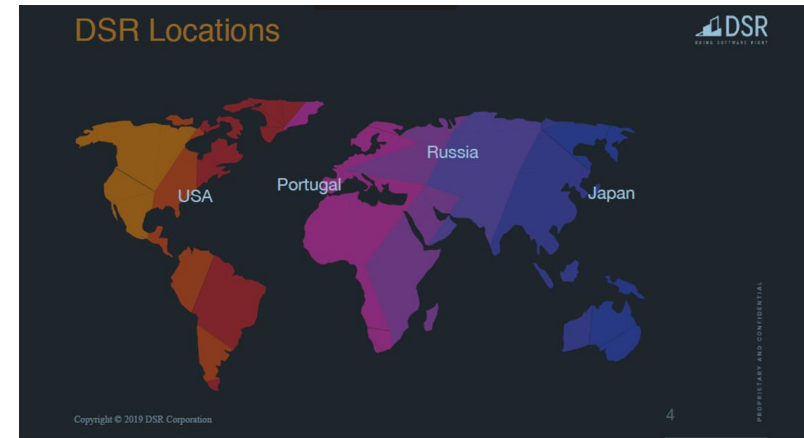 DSR Locations
DSR
DOING SOFTWARE RIGHT
Russia
Portugal
USA
Japan
PROPRIETARY AND CONFIDENTIAL
Copyright © 2019 DSR Corporation
4